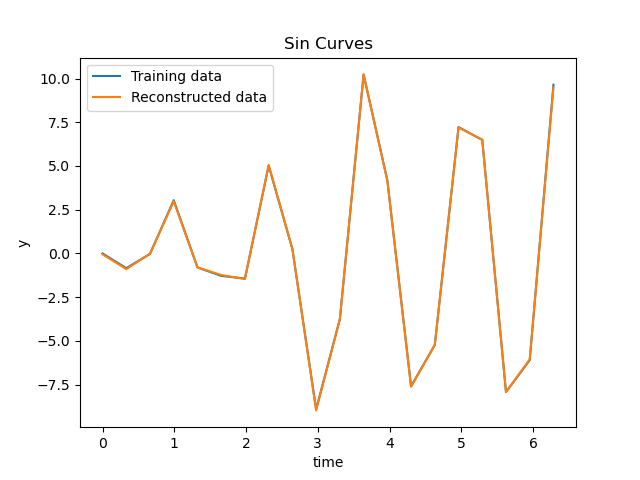 Sin Curves
Training data
Reconstructed data
10.0
7.5
5.0
2.5
0.0
−2.5
−5.0
−7.5
y
0 1 2 3 4 5 6
time